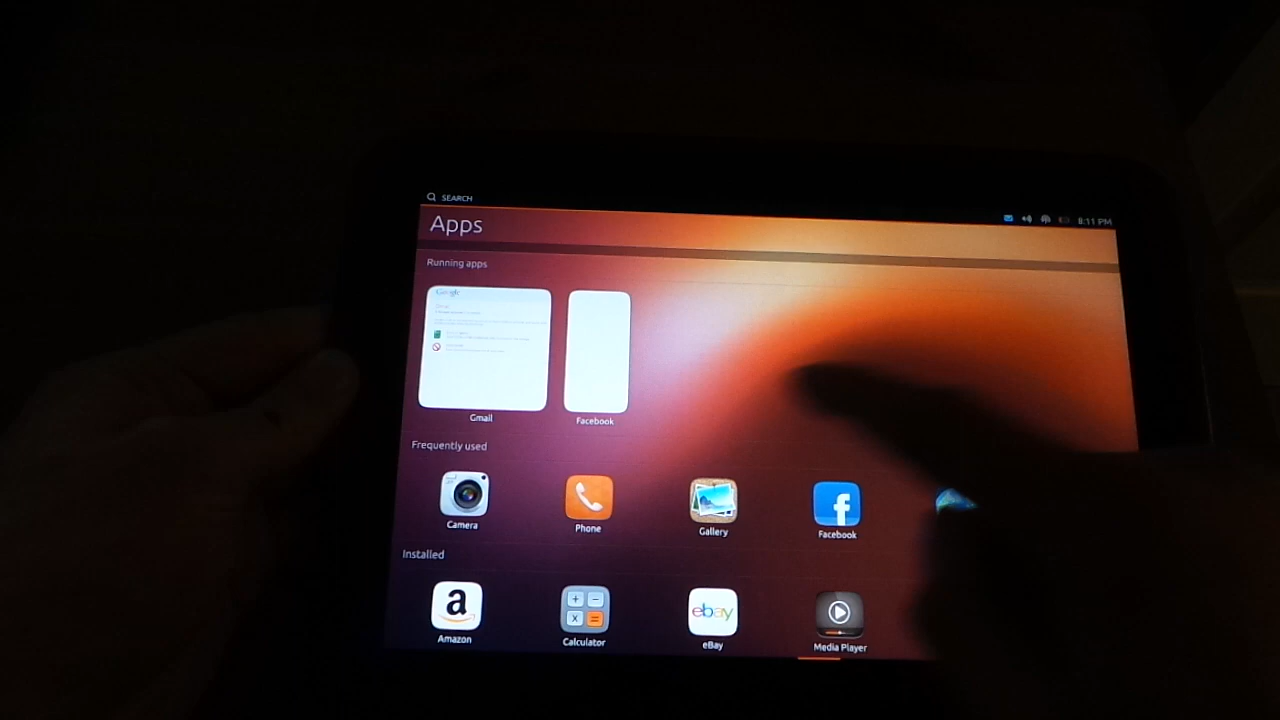 SEARCH
8:11 PM
Apps
Running apps
Google
Gmail
Facebook
Frequently used
Camera
Phone
Gallery
Facebook
Installed
a
+ −
x =
ebay
Amazon
Calculator
eBay
Media Player